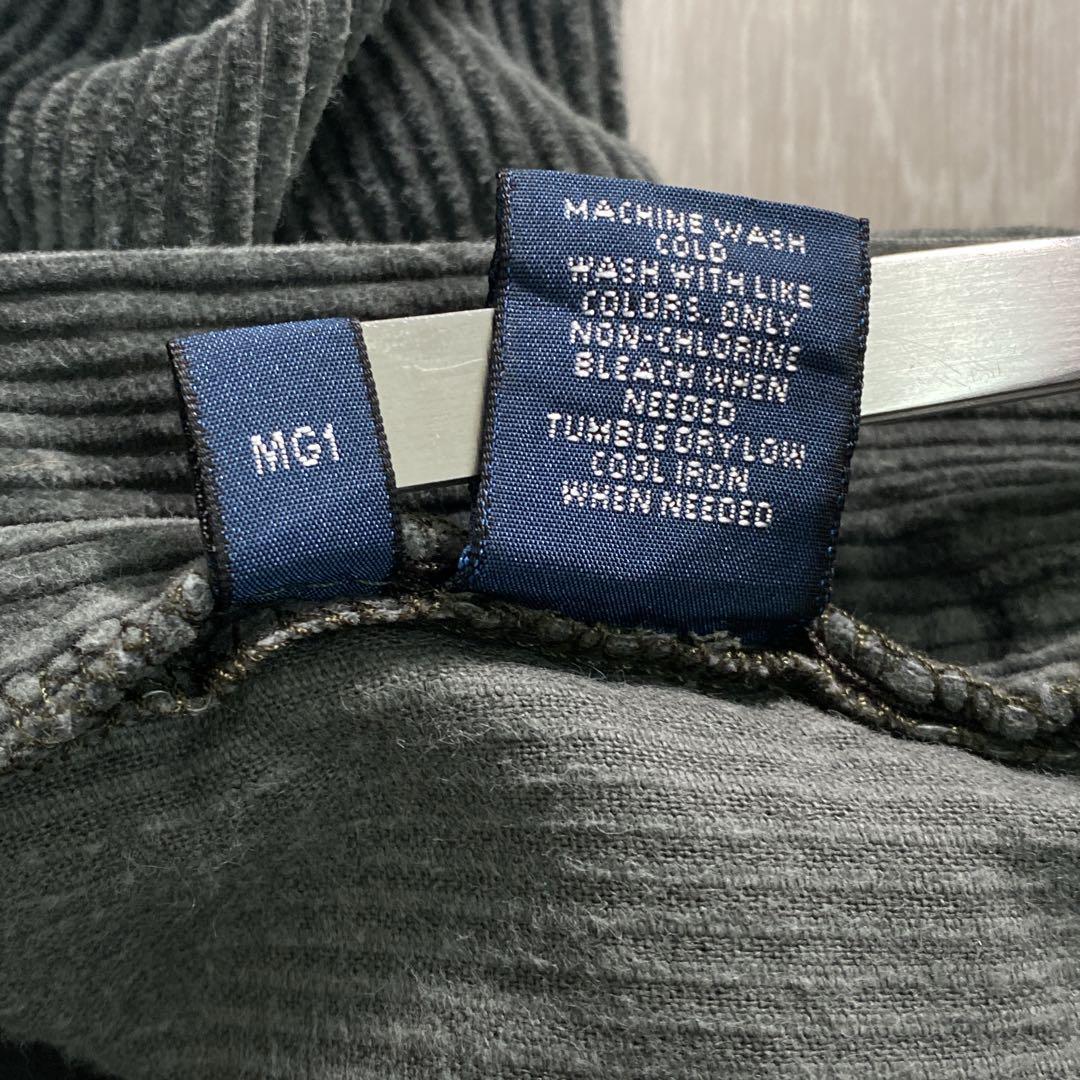 MG1
MACHINE WASH
COLD
WASH WITH LIKE
COLORS. ONLY
NON-CHLORINE
BLEACH WHEN
NEEDED
TUMBLE DRY LOW
COOL IRON
WHEN NEEDED